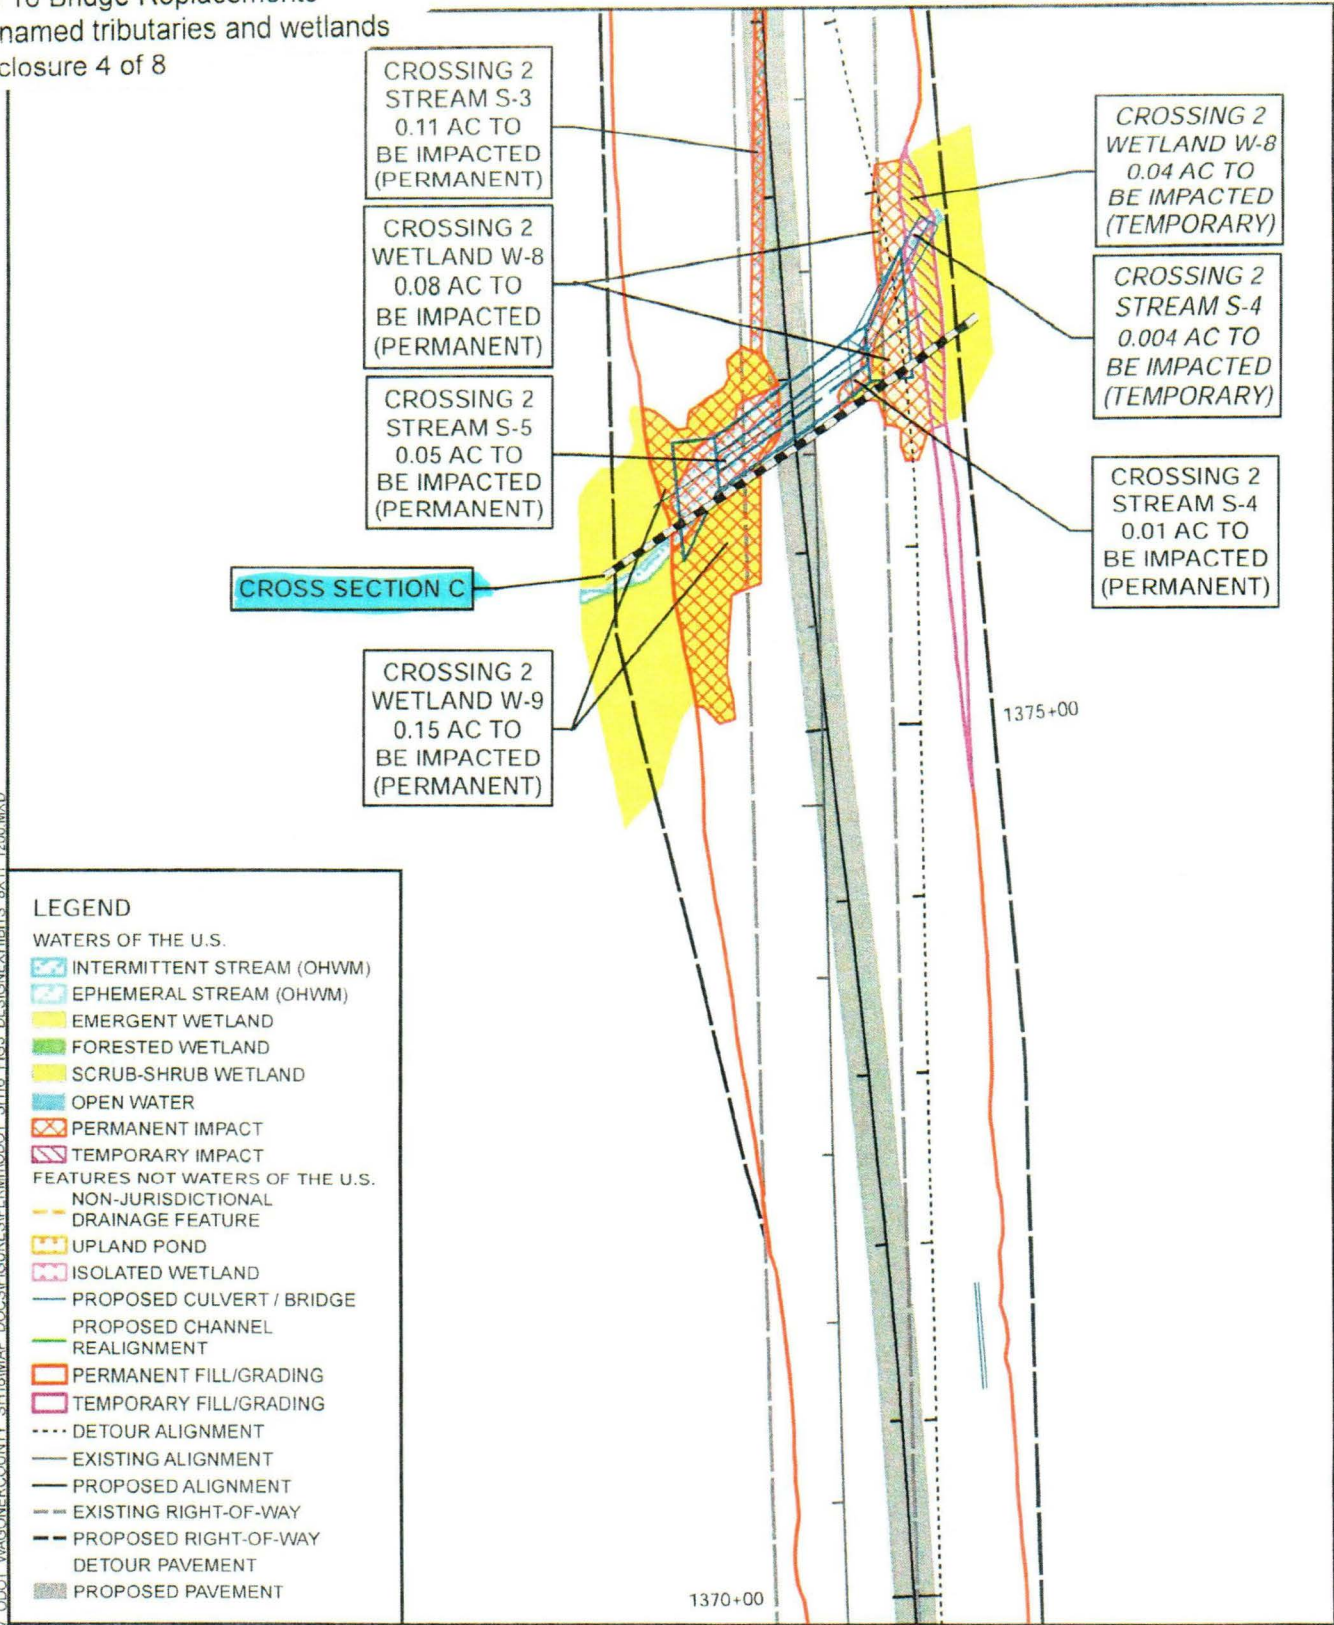 Bridge Replacements
named tributaries and wetlands
closure 4 of 8
CROSSING 2
STREAM S-3
0.11 AC TO
BE IMPACTED
(PERMANENT)
CROSSING 2
WETLAND W-8
0.08 AC TO
BE IMPACTED
(PERMANENT)
CROSSING 2
STREAM S-5
0.05 AC TO
BE IMPACTED
(PERMANENT)
CROSS SECTION C
CROSSING 2
WETLAND W-9
0.15 AC TO
BE IMPACTED
(PERMANENT)
CROSSING 2
WETLAND W-8
0.04 AC TO
BE IMPACTED
(TEMPORARY)
CROSSING 2
STREAM S-4
0.004 AC TO
BE IMPACTED
(TEMPORARY)
CROSSING 2
STREAM S-4
0.01 AC TO
BE IMPACTED
(PERMANENT)
1375+00
1370+00
LEGEND
WATERS OF THE U.S.
INTERMITTENT STREAM (OHWM)
EPHEMERAL STREAM (OHWM)
EMERGENT WETLAND
FORESTED WETLAND
SCRUB-SHRUB WETLAND
OPEN WATER
PERMANENT IMPACT
TEMPORARY IMPACT
FEATURES NOT WATERS OF THE U.S.
NON-JURISDICTIONAL
DRAINAGE FEATURE
UPLAND POND
ISOLATED WETLAND
PROPOSED CULVERT / BRIDGE
PROPOSED CHANNEL
REALIGNMENT
PERMANENT FILL/GRADING
TEMPORARY FILL/GRADING
DETOUR ALIGNMENT
EXISTING ALIGNMENT
PROPOSED ALIGNMENT
EXISTING RIGHT-OF-WAY
PROPOSED RIGHT-OF-WAY
DETOUR PAVEMENT
PROPOSED PAVEMENT